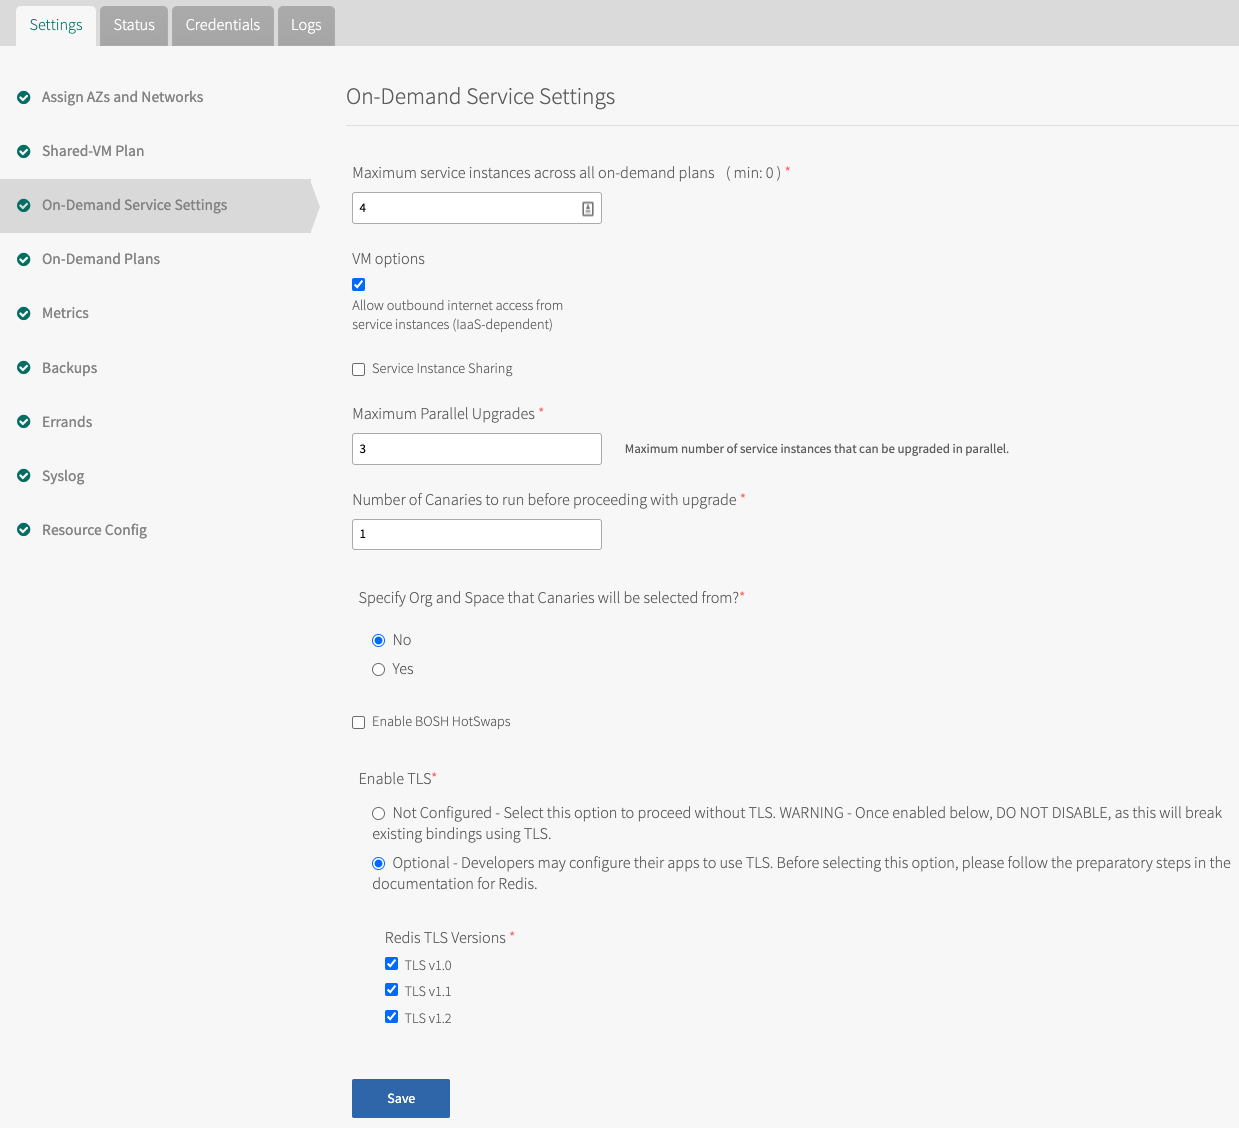 Settings
Status
Credentials
Logs
Assign AZs and Networks
Shared-VM Plan
On-Demand Service Settings
On-Demand Plans
Metrics
Backups
Errands
Syslog
Resource Config
On-Demand Service Settings
Maximum service instances across all on-demand plans ( min: 0 ) *
4
VM options
Allow outbound internet access from
service instances (IaaS-dependent)
Service Instance Sharing
Maximum Parallel Upgrades *
3
Maximum number of service instances that can be upgraded in parallel.
Number of Canaries to run before proceeding with upgrade *
1
Specify Org and Space that Canaries will be selected from?*
No
Yes
Enable BOSH HotSwaps
Enable TLS*
Not Configured - Select this option to proceed without TLS. WARNING - Once enabled below, DO NOT DISABLE, as this will break
existing bindings using TLS.
Optional - Developers may configure their apps to use TLS. Before selecting this option, please follow the preparatory steps in the
documentation for Redis.
Redis TLS Versions *
TLS v1.0
TLS v1.1
TLS v1.2
Save